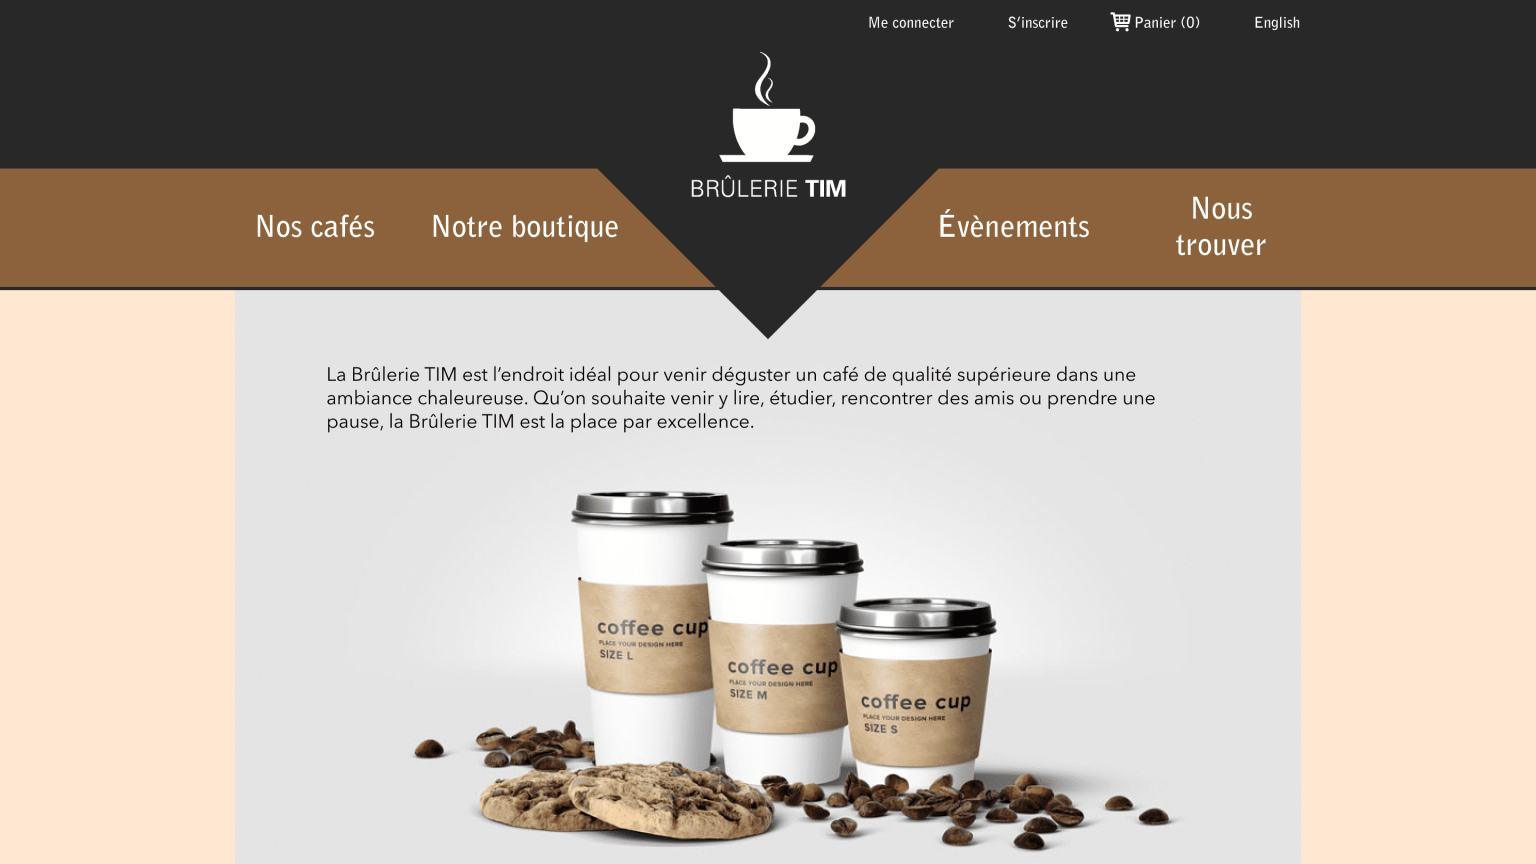 Me connecter
S'inscrire
Panier (0)
English
BRÛLERIE TIM
Nos cafés
Notre boutique
Évènements
Nous
trouver
La Brûlerie TIM est l'endroit idéal pour venir déguster un café de qualité supérieure dans une
ambiance chaleureuse. Qu'on souhaite venir y lire, étudier, rencontrer des amis ou prendre une
pause, la Brûlerie TIM est la place par excellence.
coffee cup
PLACE YOUR DESIGN HERE
SIZE L
coffee cup
PLACE YOUR DESIGN HERE
SIZE M
coffee cup
PLACE YOUR DESIGN HERE
SIZE S